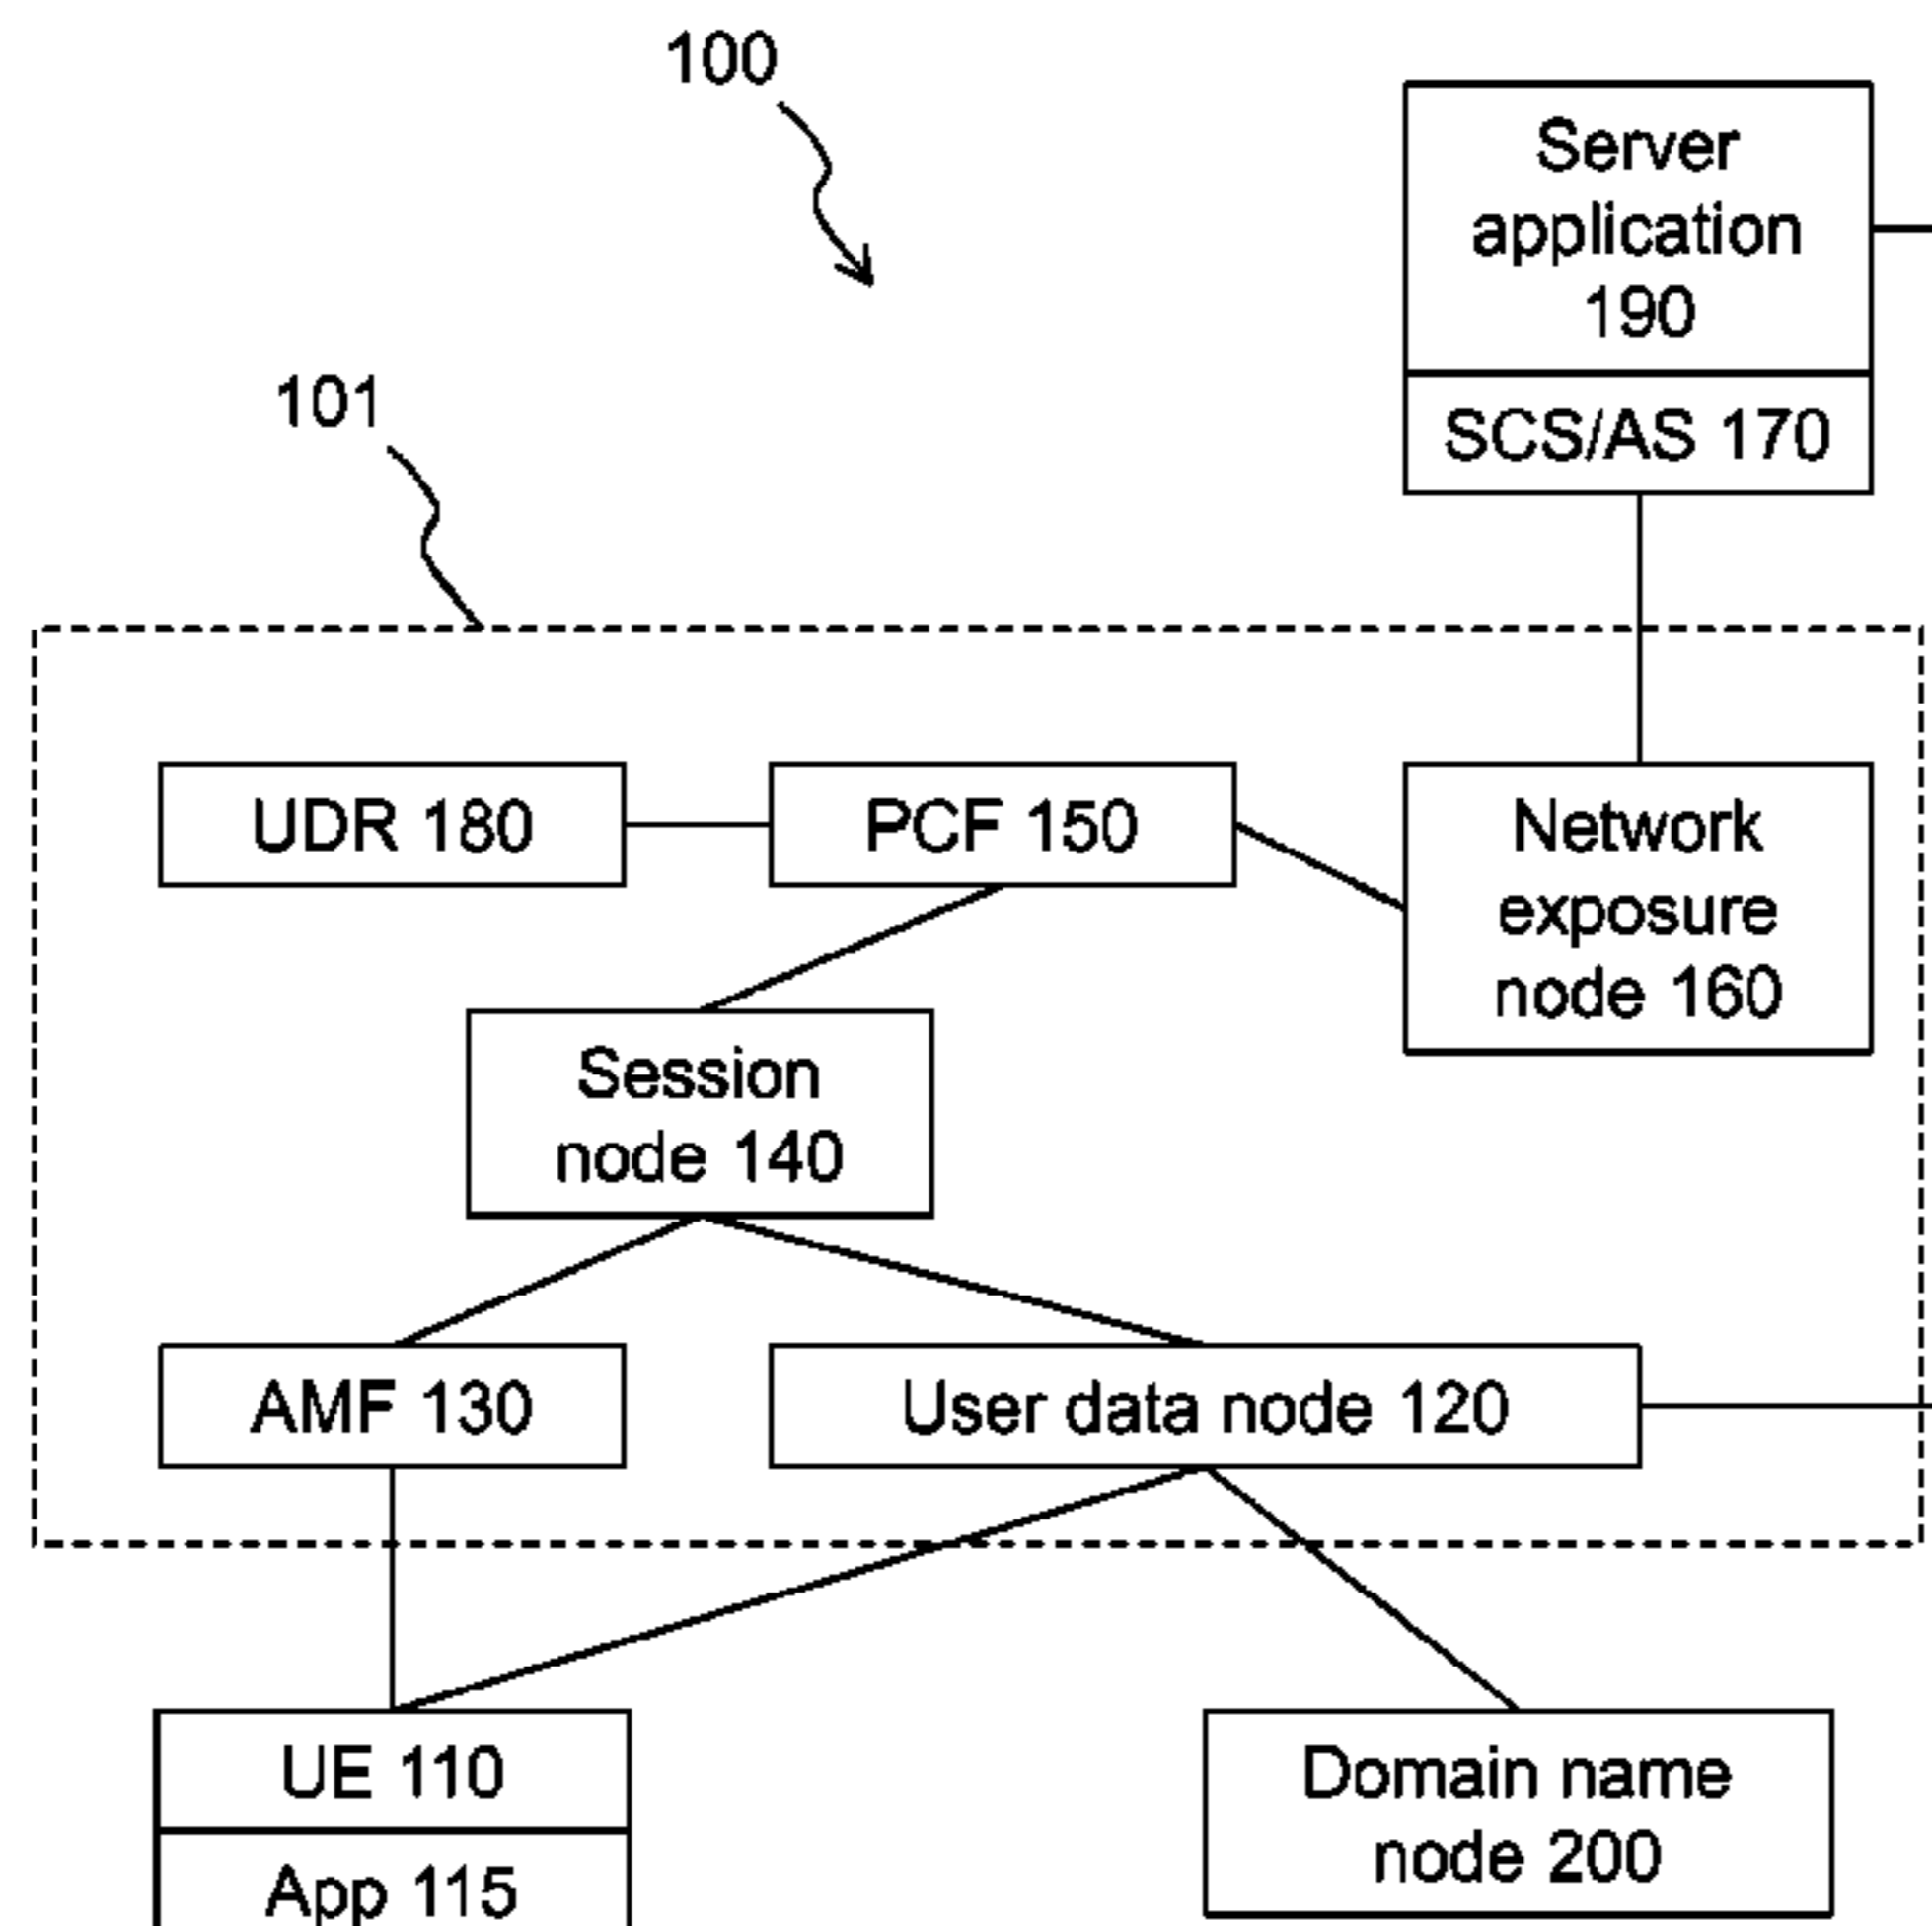 100
Server
application
190
SCS/AS 170
101
UDR 180
PCF 150
Network
exposure
node 160
Session
node 140
AMF 130
User data node 120
UE 110
App 115
Domain name
node 200